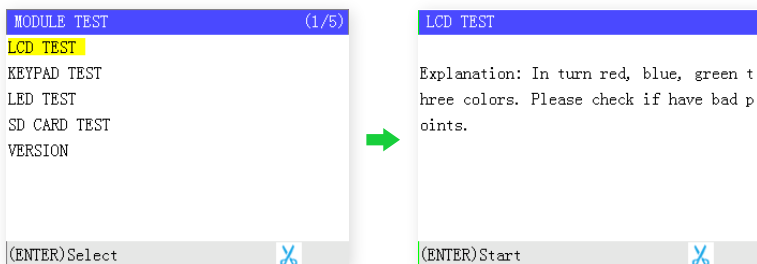 MODULE TEST (1/5)
LCD TEST
KEYPAD TEST
LED TEST
SD CARD TEST
VERSION
(ENTER)Select
LCD TEST
Explanation: In turn red, blue, green t
hree colors. Please check if have bad p
oints.
(ENTER)Start